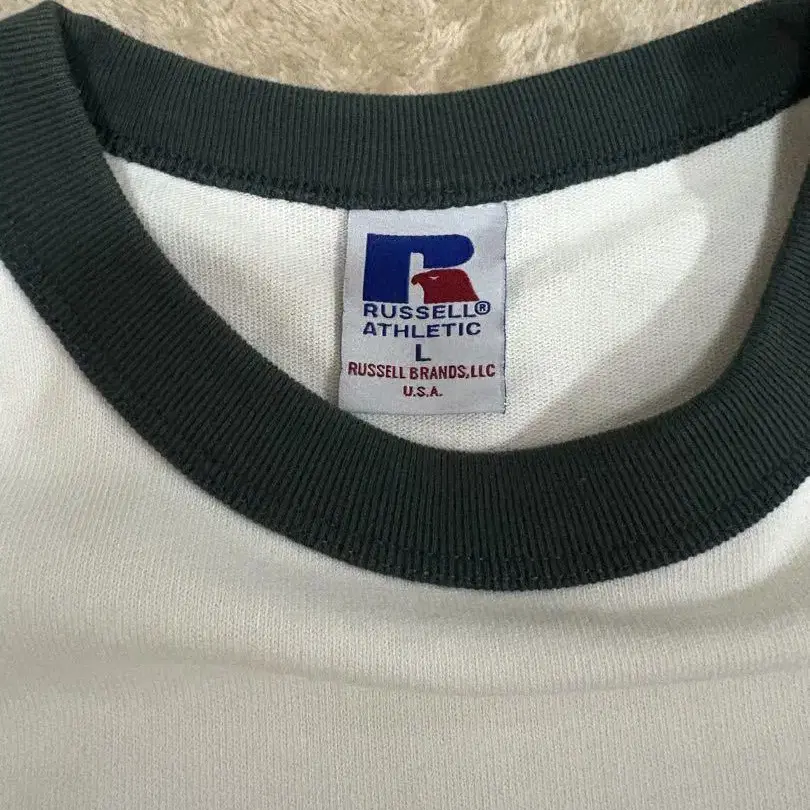 RUSSELL®
ATHLETIC
L
RUSSELL BRANDS,LLC
U.S.A.